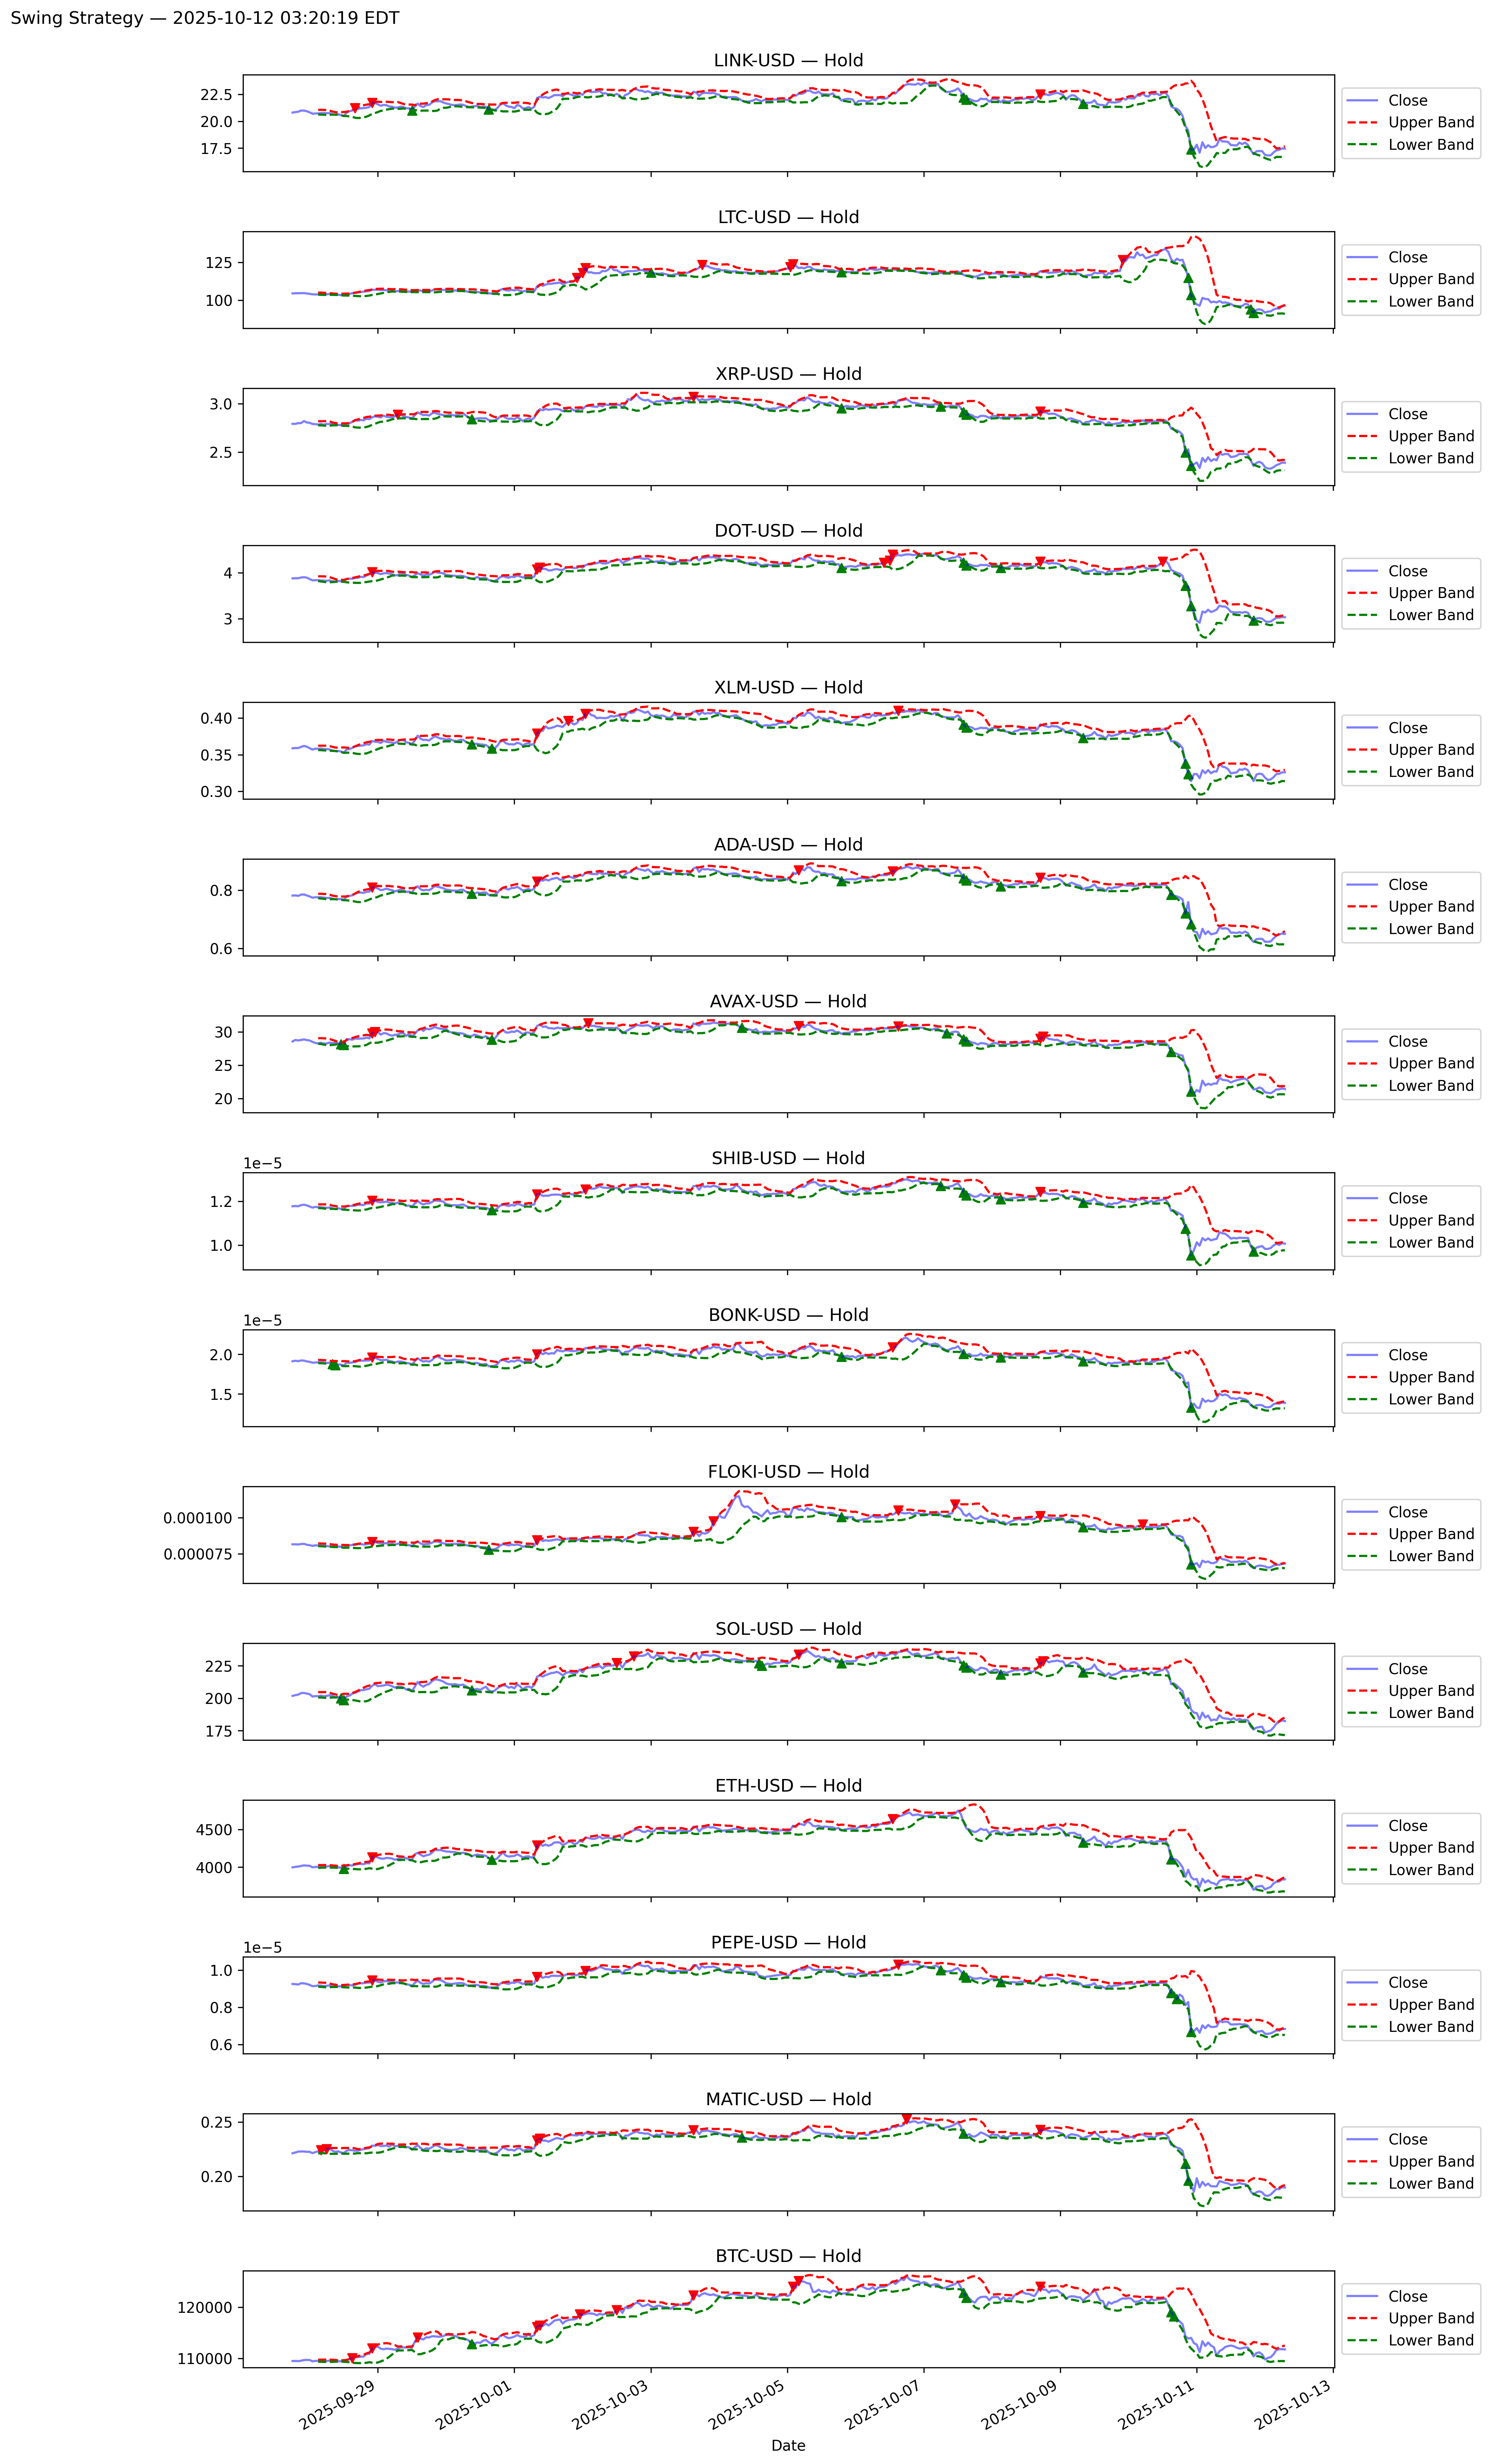 Swing Strategy — 2025-10-12 03:20:19 EDT
LINK-USD — Hold
22.5
20.0
17.5
Close
Upper Band
Lower Band
LTC-USD — Hold
125
100
Close
Upper Band
Lower Band
XRP-USD — Hold
3.0
2.5
Close
Upper Band
Lower Band
DOT-USD — Hold
4
3
Close
Upper Band
Lower Band
XLM-USD — Hold
0.40
0.35
0.30
Close
Upper Band
Lower Band
ADA-USD — Hold
0.8
0.6
Close
Upper Band
Lower Band
AVAX-USD — Hold
30
25
20
Close
Upper Band
Lower Band
SHIB-USD — Hold
1e−5
1.2
1.0
Close
Upper Band
Lower Band
BONK-USD — Hold
1e−5
2.0
1.5
Close
Upper Band
Lower Band
FLOKI-USD — Hold
0.000100
0.000075
Close
Upper Band
Lower Band
SOL-USD — Hold
225
200
175
Close
Upper Band
Lower Band
ETH-USD — Hold
4500
4000
Close
Upper Band
Lower Band
PEPE-USD — Hold
1e−5
1.0
0.8
0.6
Close
Upper Band
Lower Band
MATIC-USD — Hold
0.25
0.20
Close
Upper Band
Lower Band
BTC-USD — Hold
120000
110000
Close
Upper Band
Lower Band
2025-09-29
2025-10-01
2025-10-03
2025-10-05
2025-10-07
2025-10-09
2025-10-11
2025-10-13
Date